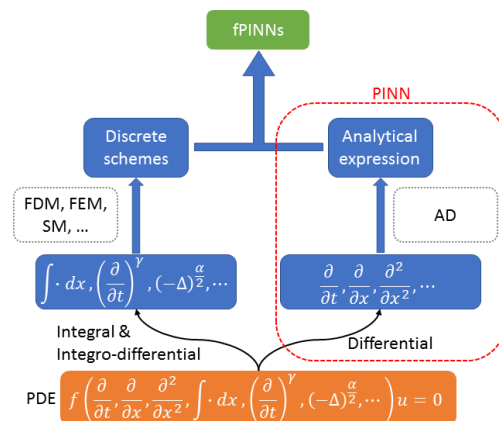 fPINNs
PINN
Discrete
schemes
Analytical
expression
FDM, FEM,
SM, ...
AD
∫ · dx , (∂/∂t)^γ , (−Δ)^(α/2) , ⋯
∂/∂t , ∂/∂x , ∂²/∂x² , ⋯
Integral &
Integro-differential
Differential
PDE
f(∂/∂t , ∂/∂x , ∂²/∂x² , ∫ · dx , (∂/∂t)^γ , (−Δ)^(α/2) , ⋯) u = 0